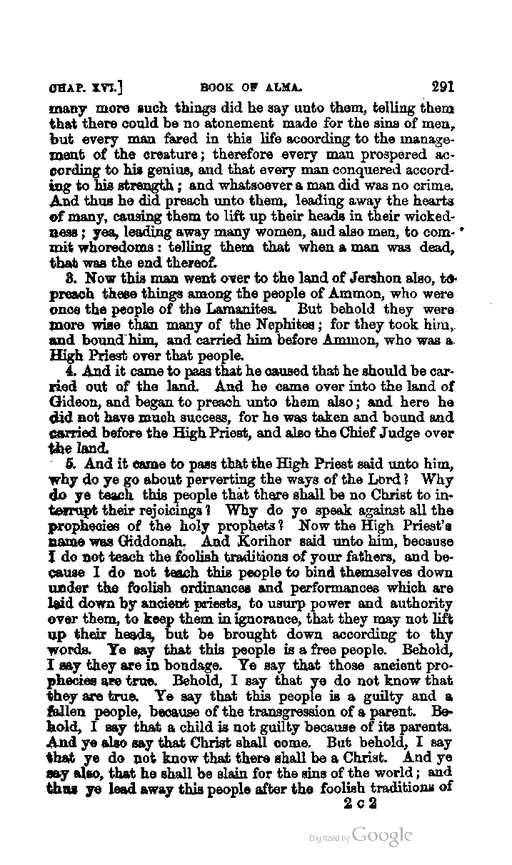 CHAP. XVI.] BOOK OF ALMA. 291
many more such things did he say unto them, telling them
that there could be no atonement made for the sins of men,
but every man fared in this life acoording to the manage-
ment of the creature; therefore every man prospered ac-
cording to his genius, and that every man conquered accord-
ing to his strength; and whatsoever a man did was no crime.
And thus he did preach unto them, leading away the hearts
of many, causing them to lift up their heads in their wicked-
ness; yea, leading away many women, and also men, to com-
mit whoredoms: telling them that when a man was dead,
that was the end thereof.
3. Now this man went over to the land of Jershon also, to
preach these things among the people of Ammon, who were
once the people of the Lamanites. But behold they were
more wise than many of the Nephites; for they took him,
and bound him, and carried him before Ammon, who was a
High Priest over that people.
4. And it came to pass that he caused that he should be car-
ried out of the land. And he came over into the land of
Gideon, and began to preach unto them also; and here he
did not have much success, for he was taken and bound and
carried before the High Priest, and also the Chief Judge over
the land.
5. And it came to pass that the High Priest said unto him,
why do ye go about perverting the ways of the Lord? Why
do ye teach this people that there shall be no Christ to in-
terrupt their rejoicings? Why do ye speak against all the
prophecies of the holy prophets? Now the High Priest's
name was Giddonah. And Korihor said unto him, because
I do not teach the foolish traditions of your fathers, and be-
cause I do not teach this people to bind themselves down
under the foolish ordinances and performances which are
laid down by ancient priests, to usurp power and authority
over them, to keep them in ignorance, that they may not lift
up their heads, but be brought down according to thy
words. Ye say that this people is a free people. Behold,
I say they are in bondage. Ye say that those ancient pro-
phecies are true. Behold, I say that ye do not know that
they are true. Ye say that this people is a guilty and a
fallen people, because of the transgression of a parent. Be-
hold, I say that a child is not guilty because of its parents.
And ye also say that Christ shall come. But behold, I say
that ye do not know that there shall be a Christ. And ye
say also, that he shall be slain for the sins of the world; and
thus ye lead away this people after the foolish traditions of
2 c 2
Digitized by Google